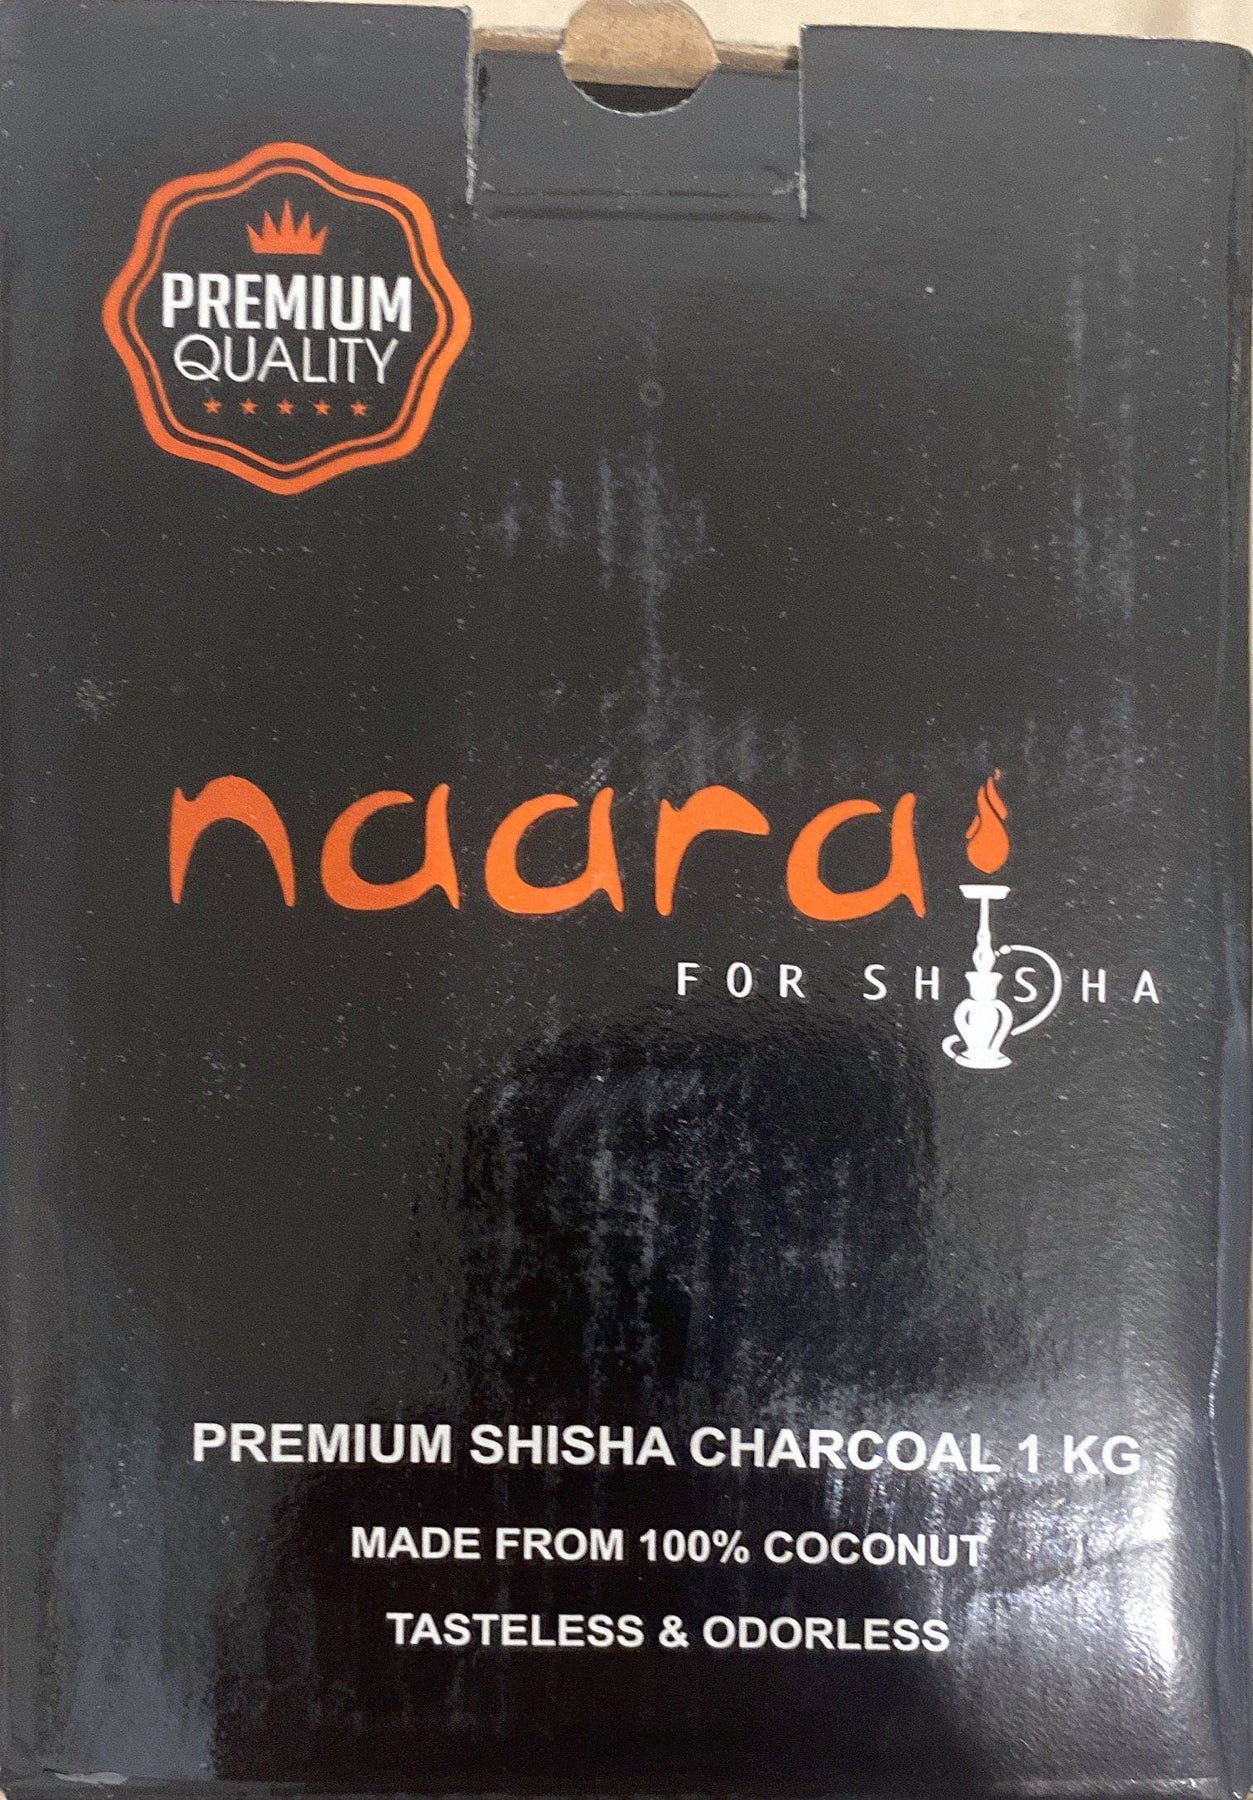 PREMIUM
QUALITY
naara
FOR SHISHA
PREMIUM SHISHA CHARCOAL 1 KG
MADE FROM 100% COCONUT
TASTELESS & ODORLESS